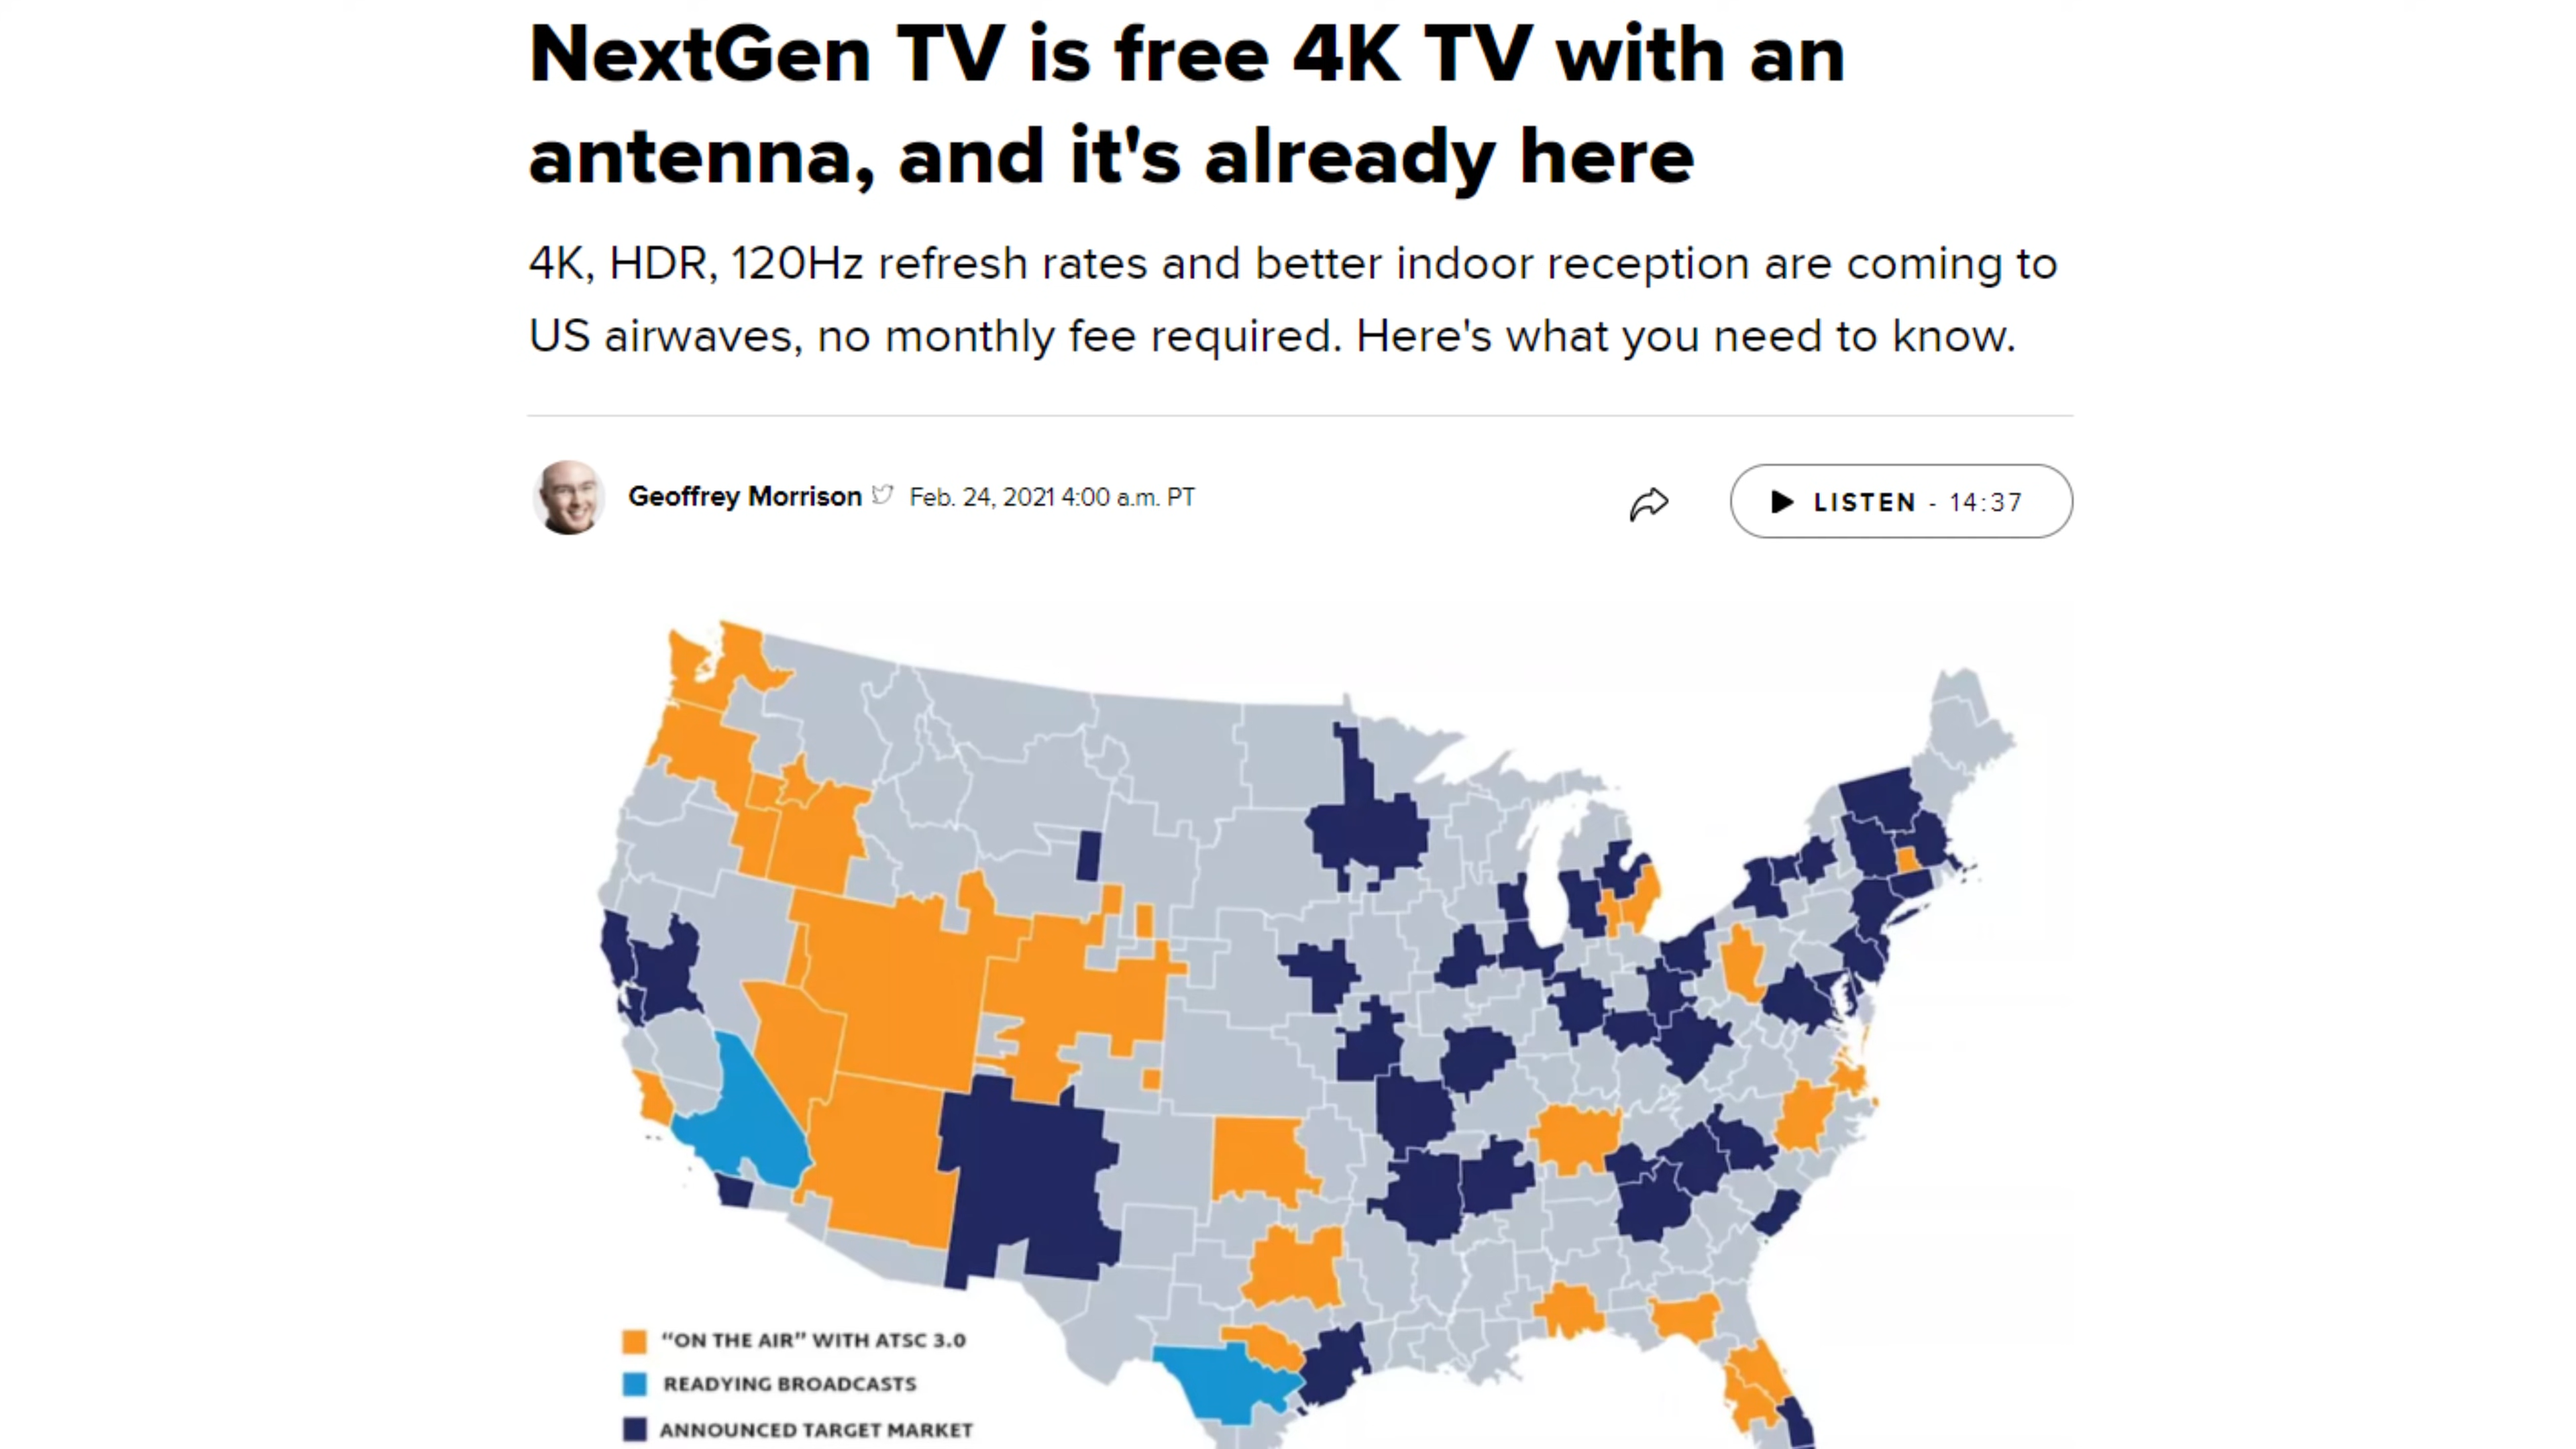 NextGen TV is free 4K TV with an
antenna, and it's already here
4K, HDR, 120Hz refresh rates and better indoor reception are coming to
US airwaves, no monthly fee required. Here's what you need to know.
Geoffrey Morrison Feb. 24, 2021 4:00 a.m. PT
LISTEN - 14:37
“ON THE AIR” WITH ATSC 3.0
READYING BROADCASTS
ANNOUNCED TARGET MARKET